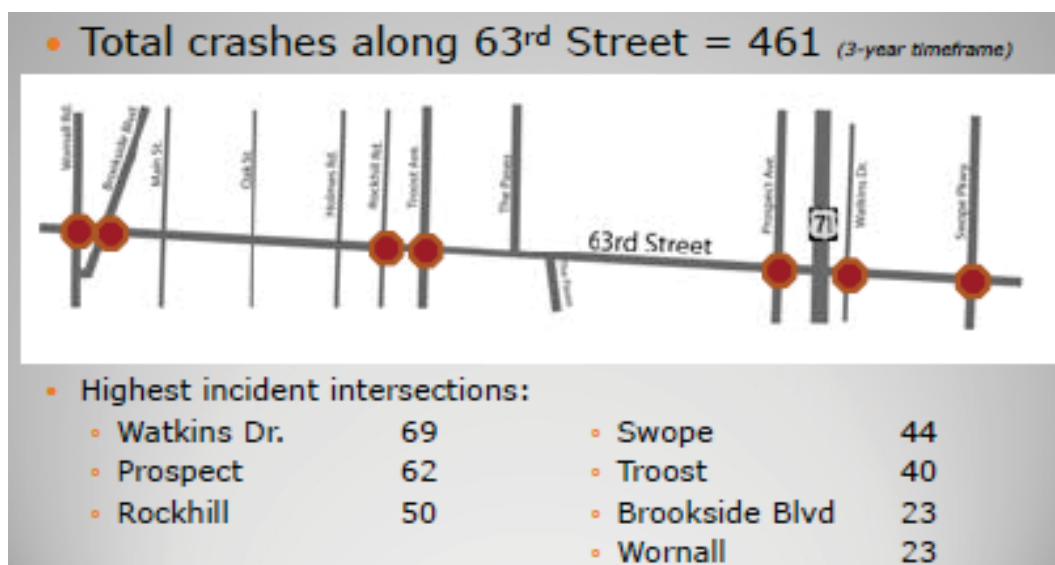 • Total crashes along 63rd Street = 461 (3-year timeframe)
Wornall Rd.
Brookside Blvd
Main St.
Oak St.
Holmes Rd.
Rockhill Rd.
Troost Ave.
The Paseo
Prospect Ave.
71
Watkins Dr.
Swope Pkwy
63rd Street
• Highest incident intersections:
◦ Watkins Dr. 69
◦ Prospect 62
◦ Rockhill 50
◦ Swope 44
◦ Troost 40
◦ Brookside Blvd 23
◦ Wornall 23